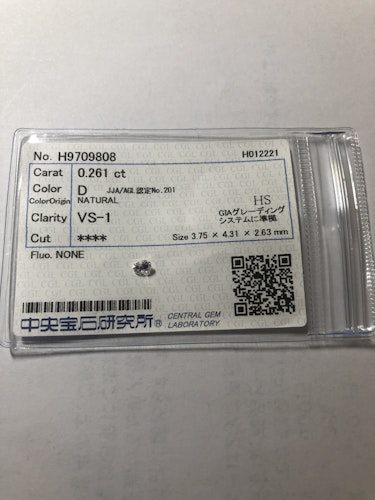 No. H9709808 H012221
Carat 0.261 ct
Color D JJA/AGL認定No.201
ColorOrigin NATURAL
HS
Clarity VS-1 GIAグレーディング
システムに準拠
Cut **** Size 3.75 × 4.31 × 2.63 mm
Fluo. NONE
中央宝石研究所® CENTRAL GEM
LABORATORY